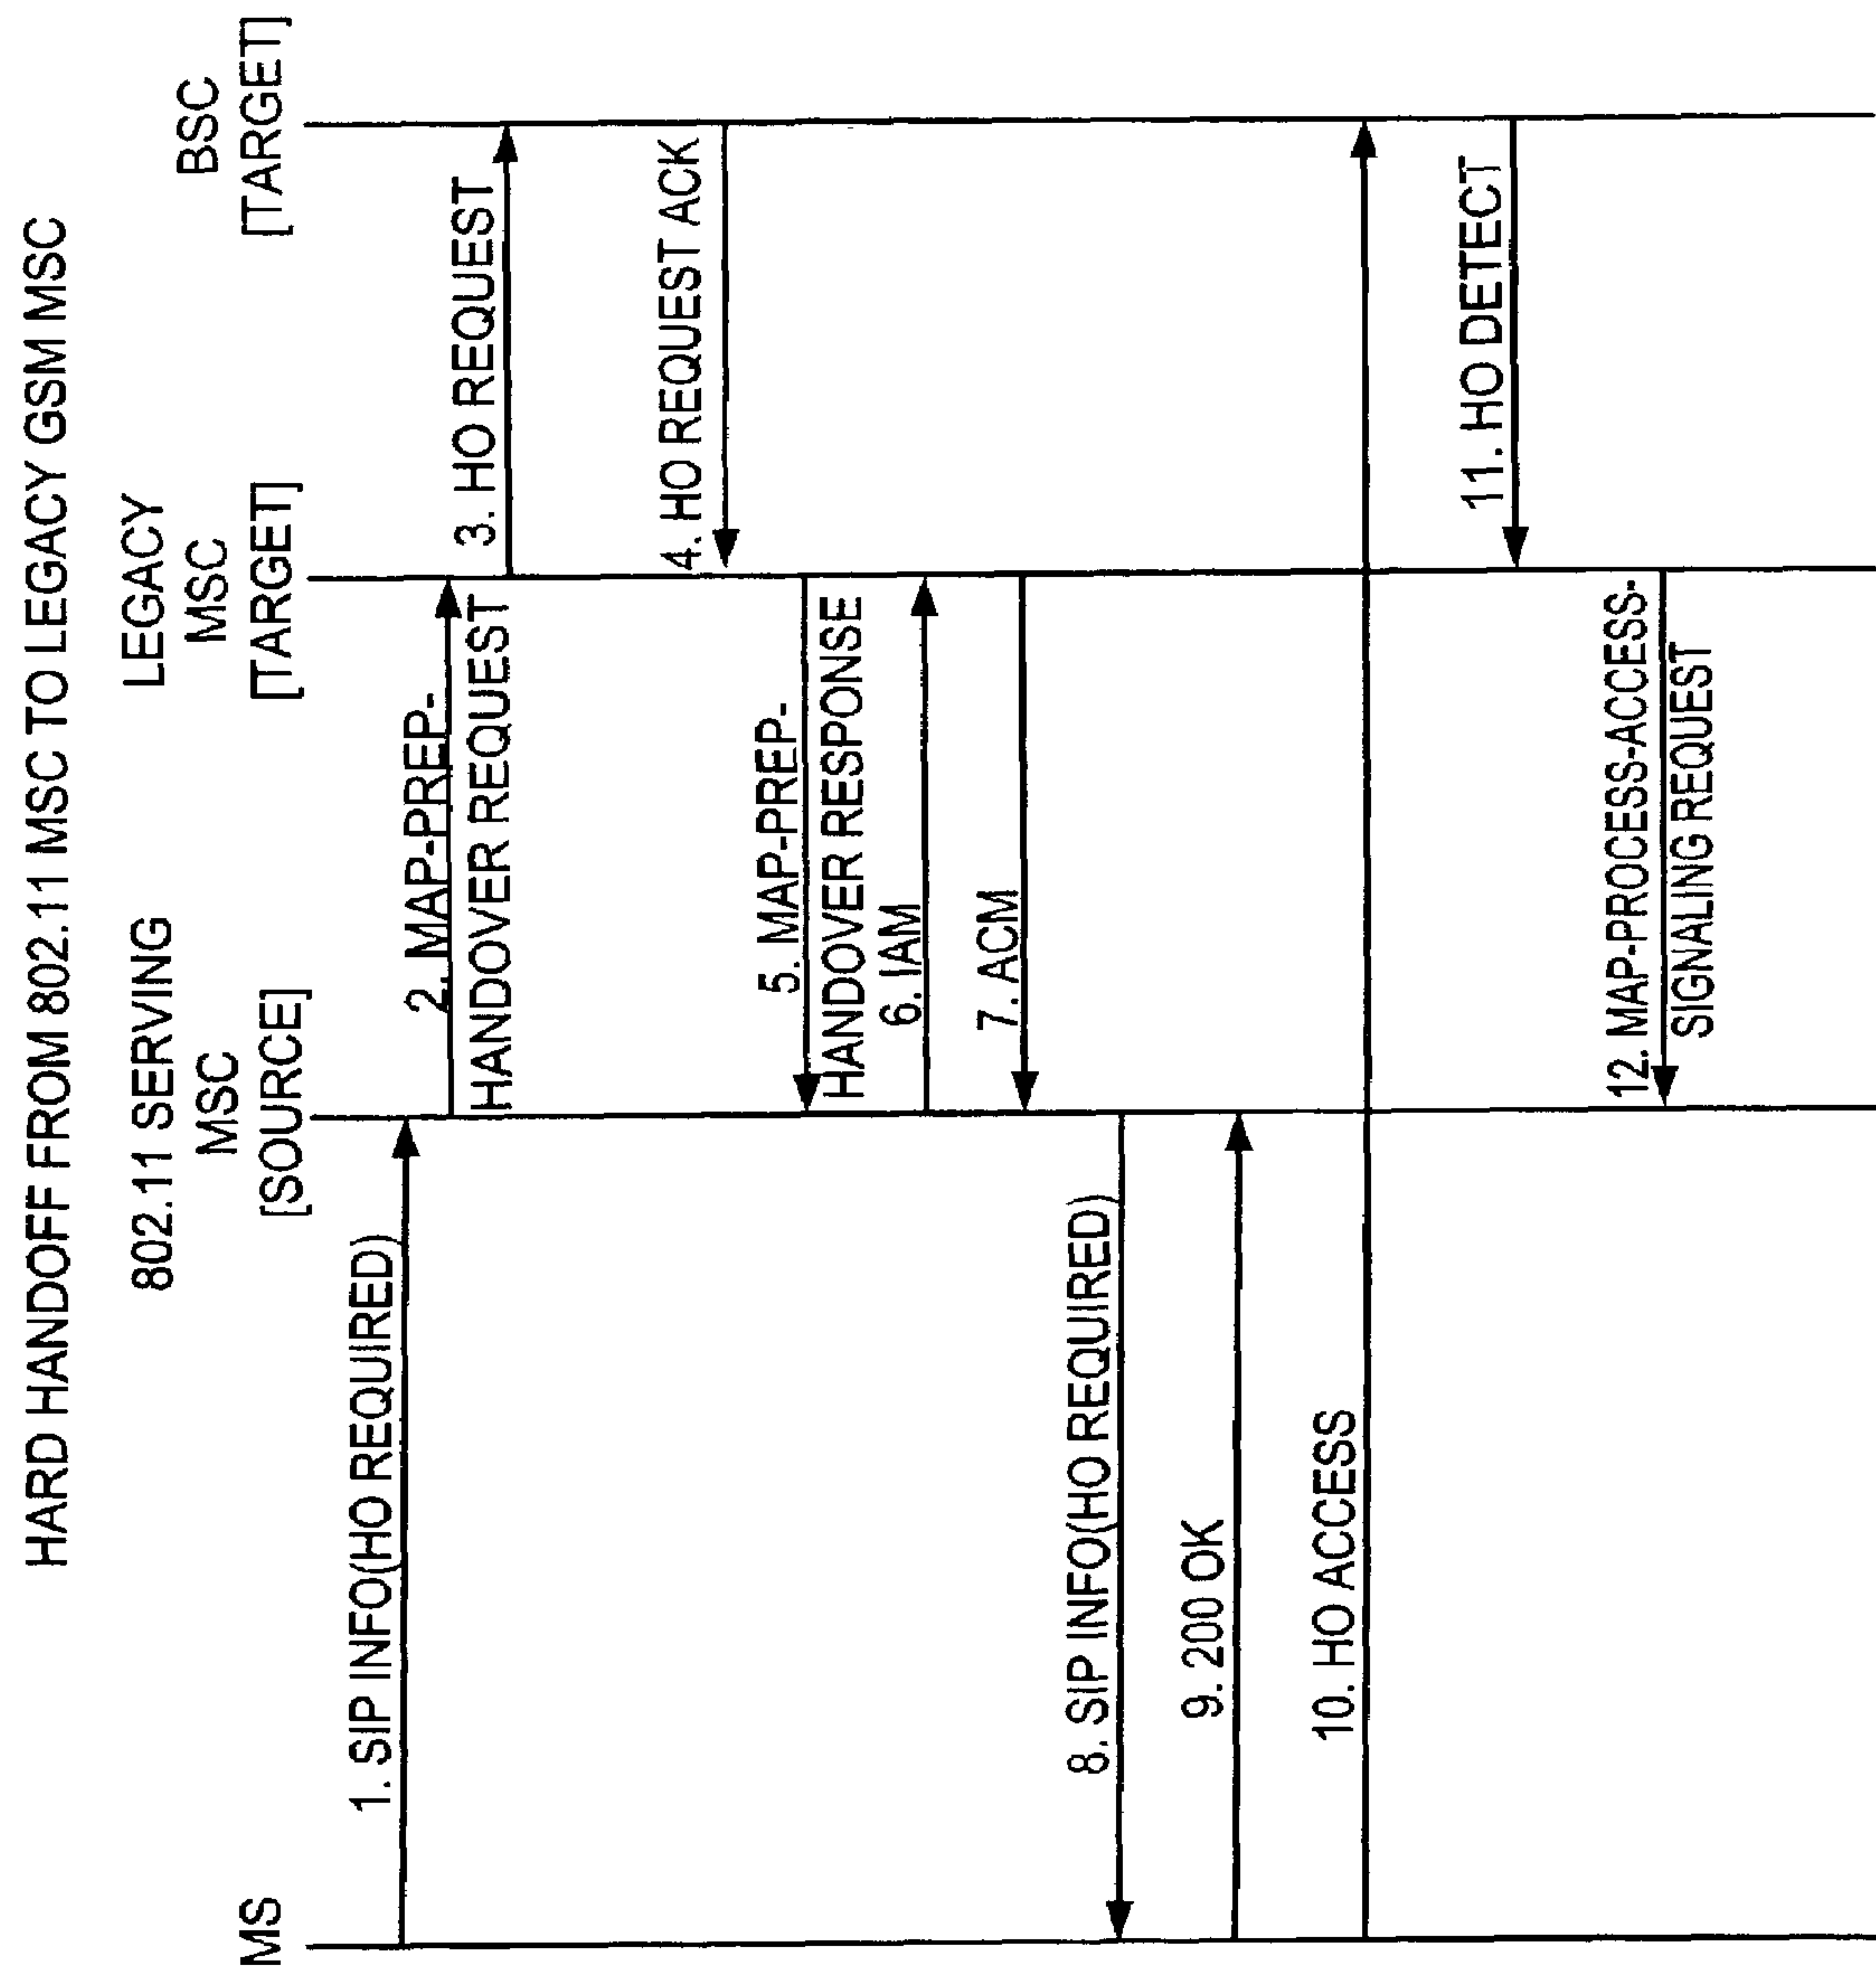 HARD HANDOFF FROM 802.11 MSC TO LEGACY GSM MSC
MS
802.11 SERVING
MSC
[SOURCE]
LEGACY
MSC
[TARGET]
BSC
[TARGET]
1. SIP INFO(HO REQUIRED)
2. MAP-PREP-
HANDOVER REQUEST
3. HO REQUEST
4. HO REQUEST ACK
5. MAP-PREP-
HANDOVER RESPONSE
6. IAM
7. ACM
8. SIP INFO(HO REQUIRED)
9. 200 OK
10. HO ACCESS
11. HO DETECT
12. MAP-PROCESS-ACCESS-
SIGNALING REQUEST